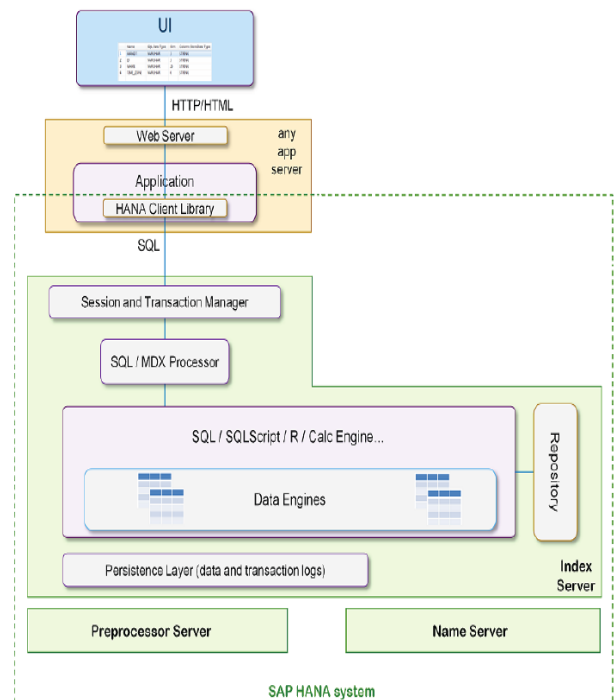 UI
HTTP/HTML
Web Server
any
app
server
Application
HANA Client Library
SQL
Session and Transaction Manager
SQL / MDX Processor
SQL / SQLScript / R / Calc Engine...
Data Engines
Repository
Persistence Layer (data and transaction logs)
Index
Server
Preprocessor Server
Name Server
SAP HANA system